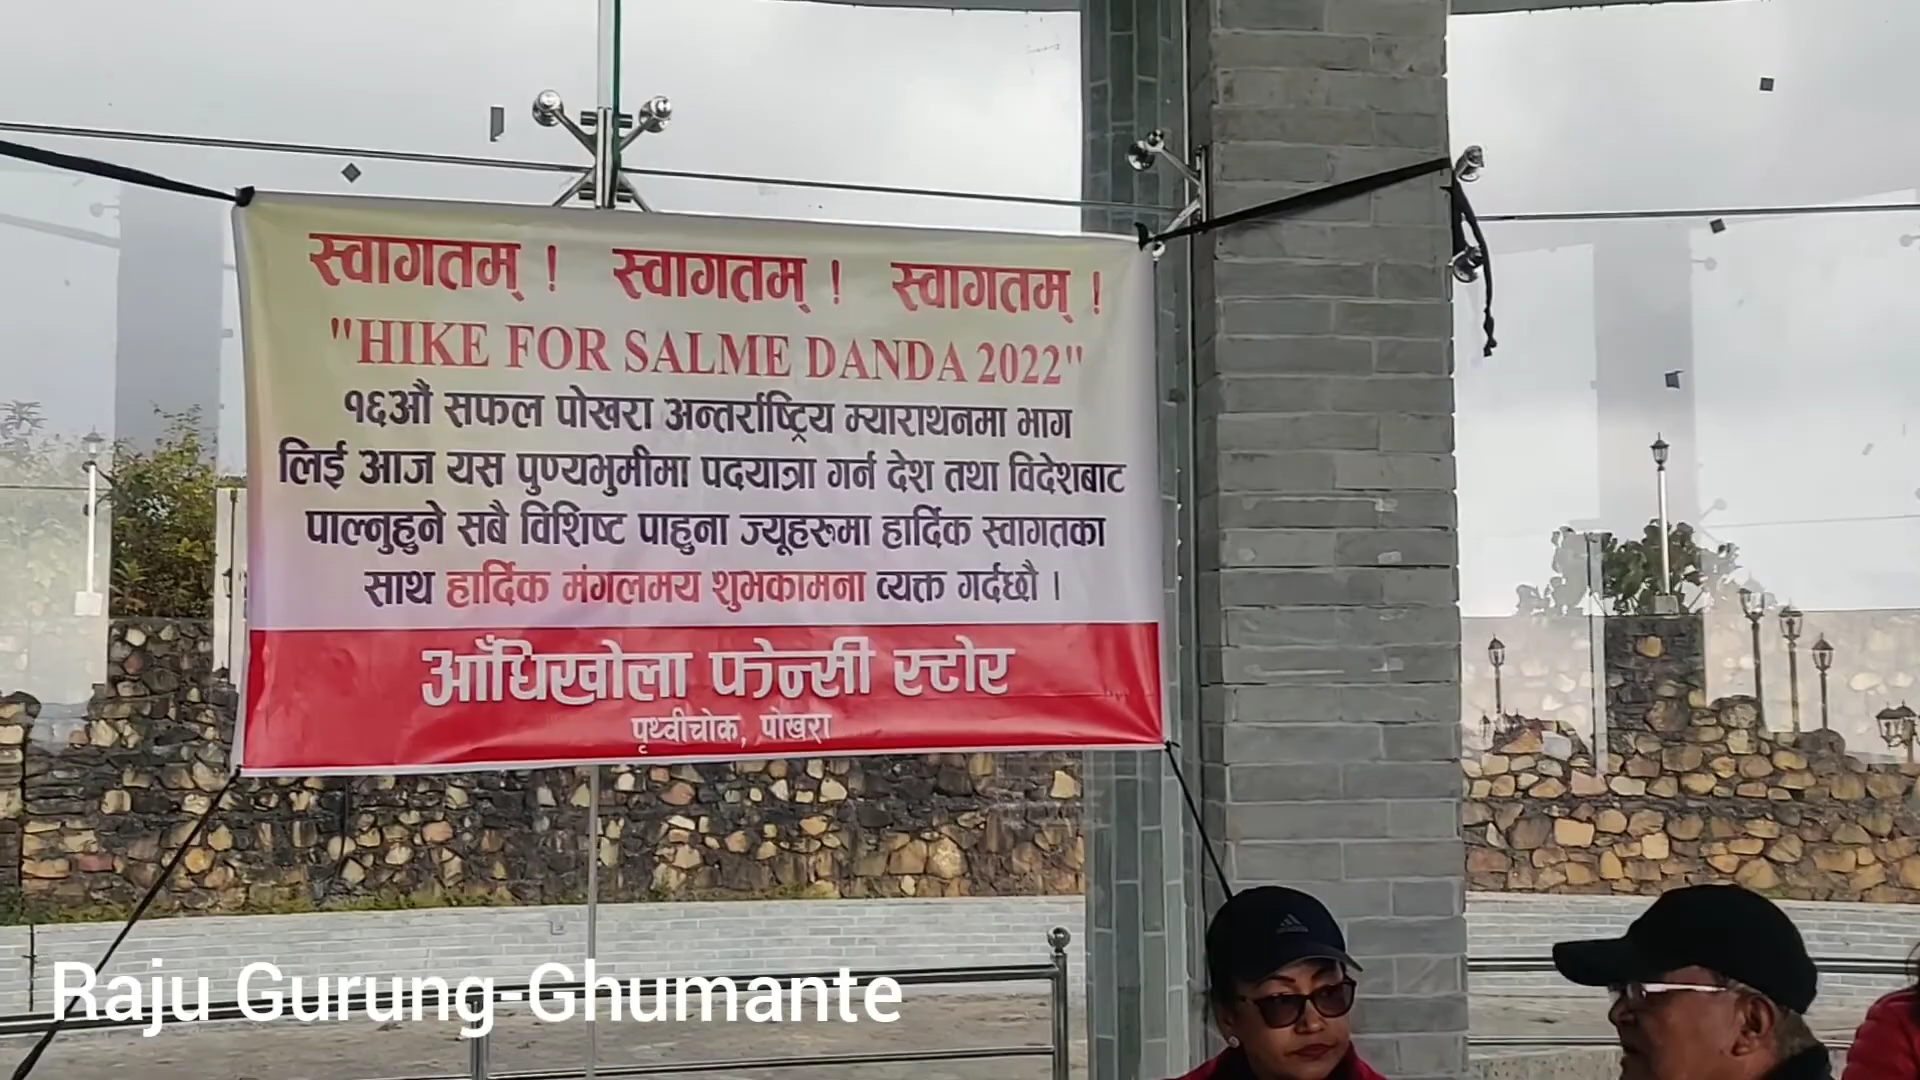 स्वागतम् ! स्वागतम् ! स्वागतम् !
"HIKE FOR SALME DANDA 2022"
१६औं सफल पोखरा अन्तर्राष्ट्रिय म्याराथनमा भाग
लिई आज यस पुण्यभुमीमा पदयात्रा गर्न देश तथा विदेशबाट
पाल्नुहुने सबै विशिष्ट पाहुना ज्यूहरुमा हार्दिक स्वागतका
साथ हार्दिक मंगलमय शुभकामना व्यक्त गर्दछौ ।
आँधिखोला फेन्सी स्टोर
पृथ्वीचोक, पोखरा
Raju Gurung-Ghumante